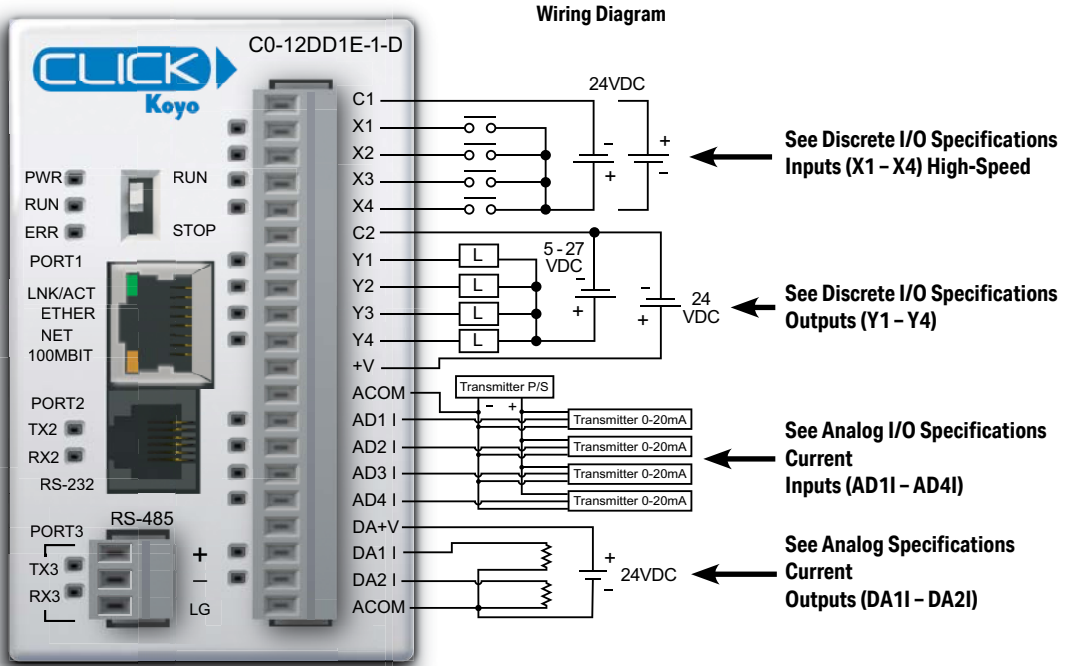 Wiring Diagram
C0-12DD1E-1-D
CLICK
Koyo
PWR
RUN
ERR
RUN
STOP
PORT1
LNK/ACT
ETHER
NET
100MBIT
PORT2
TX2
RX2
RS-232
PORT3
RS-485
TX3
RX3
+
–
LG
C1
X1
X2
X3
X4
C2
Y1
Y2
Y3
Y4
+V
ACOM
AD1 I
AD2 I
AD3 I
AD4 I
DA+V
DA1 I
DA2 I
ACOM
24VDC
-
+
+
-
See Discrete I/O Specifications
Inputs (X1 – X4) High-Speed
L
L
L
L
5 - 27
VDC
-
+
-
+
24
VDC
See Discrete I/O Specifications
Outputs (Y1 – Y4)
Transmitter P/S
- +
Transmitter 0-20mA
Transmitter 0-20mA
Transmitter 0-20mA
Transmitter 0-20mA
See Analog I/O Specifications
Current
Inputs (AD1I – AD4I)
+
-
24VDC
See Analog Specifications
Current
Outputs (DA1I – DA2I)